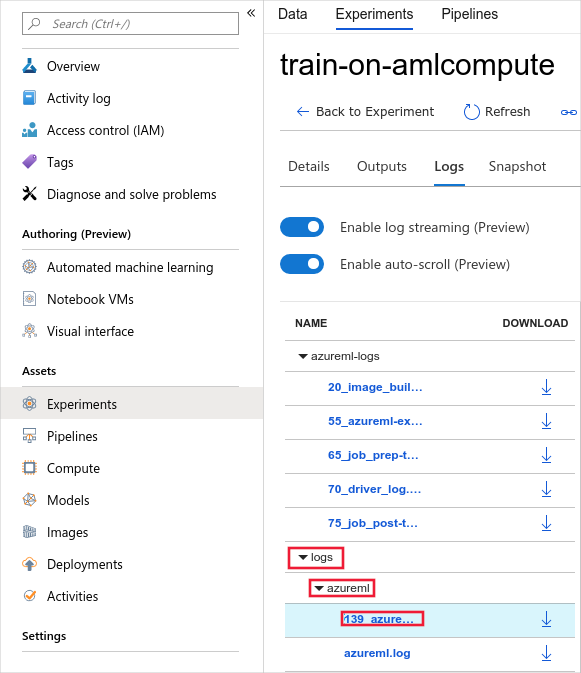 Search (Ctrl+/)
«
Overview
Activity log
Access control (IAM)
Tags
Diagnose and solve problems
Authoring (Preview)
Automated machine learning
Notebook VMs
Visual interface
Assets
Experiments
Pipelines
Compute
Models
Images
Deployments
Activities
Settings
Data Experiments Pipelines
train-on-amlcompute
Back to Experiment Refresh
Details Outputs Logs Snapshot
Enable log streaming (Preview)
Enable auto-scroll (Preview)
NAME DOWNLOAD
azureml-logs
20_image_buil...
55_azureml-ex...
65_job_prep-t...
70_driver_log....
75_job_post-t...
logs
azureml
139_azure...
azureml.log